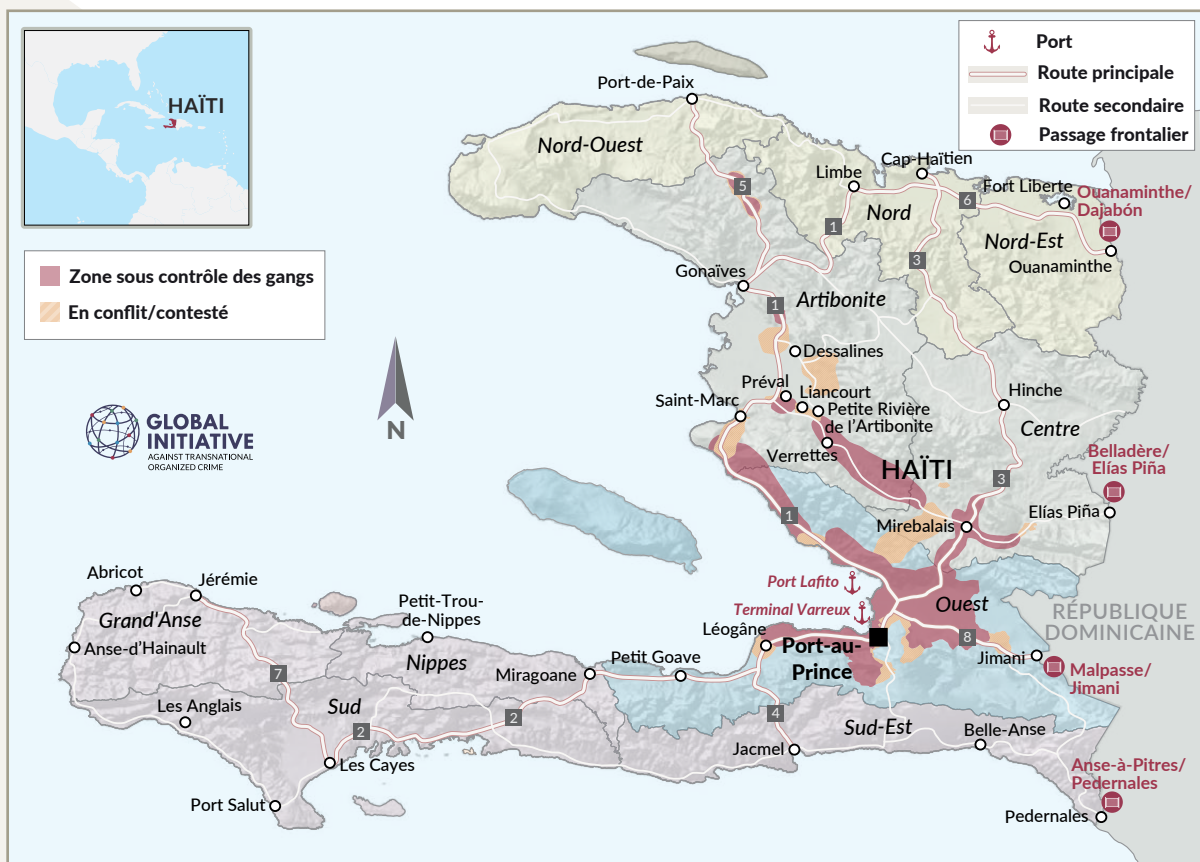 HAÏTI
Port
Route principale
Route secondaire
Passage frontalier
Zone sous contrôle des gangs
En conflit/contesté
GLOBAL
INITIATIVE
AGAINST TRANSNATIONAL
ORGANIZED CRIME
N
Port-de-Paix
Nord-Ouest
Limbe
Cap-Haïtien
Fort Liberte
Ouanaminthe/
Dajabón
5
6
Nord
1
Nord-Est
3
Ouanaminthe
Gonaïves
Artibonite
1
Dessalines
Préval
Liancourt
Hinche
Saint-Marc
Petite Rivière
de l'Artibonite
Centre
Verrettes
HAÏTI
Belladère/
Elías Piña
3
1
Mirebalais
Elías Piña
Abricot
Jérémie
Port Lafito
Petit-Trou-
de-Nippes
Terminal Varreux
Ouest
RÉPUBLIQUE
DOMINICAINE
Grand'Anse
Léogâne
8
Anse-d'Hainault
Nippes
Port-au-
Prince
Petit Goave
Jimani
Miragoane
Malpasse/
Jimani
7
Les Anglais
Sud
2
2
4
Sud-Est
Belle-Anse
Jacmel
Les Cayes
Anse-à-Pitres/
Pedernales
Port Salut
Pedernales